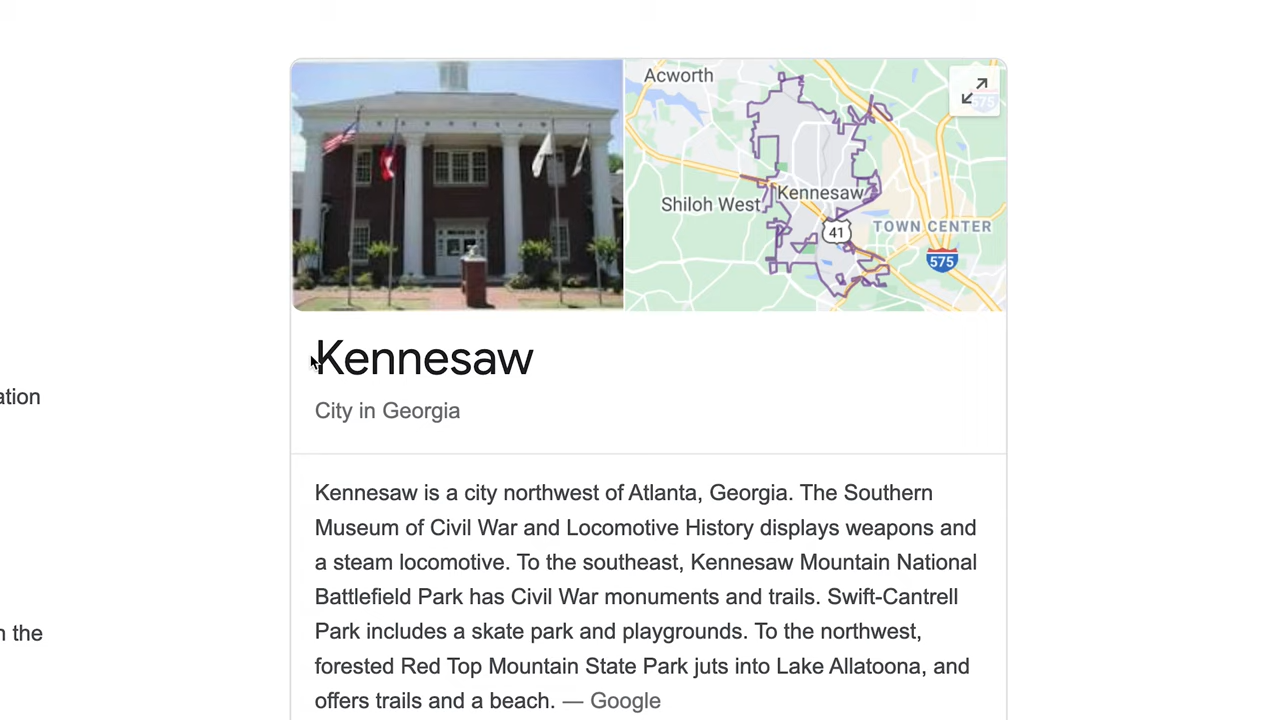 Acworth
575
Kennesaw
Shiloh West
41
TOWN CENTER
575
Kennesaw
City in Georgia
ation
Kennesaw is a city northwest of Atlanta, Georgia. The Southern
Museum of Civil War and Locomotive History displays weapons and
a steam locomotive. To the southeast, Kennesaw Mountain National
Battlefield Park has Civil War monuments and trails. Swift-Cantrell
Park includes a skate park and playgrounds. To the northwest,
n the
forested Red Top Mountain State Park juts into Lake Allatoona, and
offers trails and a beach. — Google